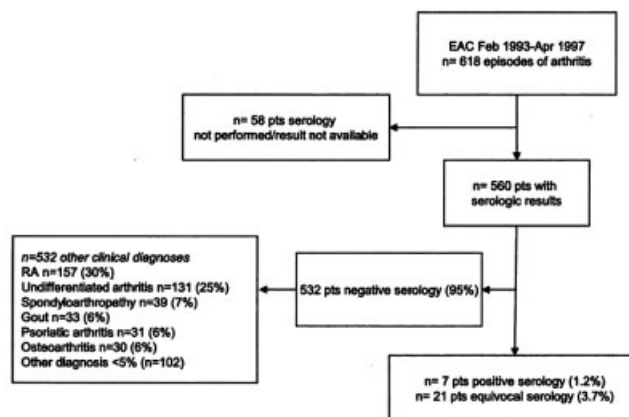 EAC Feb 1993-Apr 1997
n= 618 episodes of arthritis
n= 58 pts serology
not performed/result not available
n= 560 pts with
serologic results
n=532 other clinical diagnoses
RA n=157 (30%)
Undifferentiated arthritis n=131 (25%)
Spondyloarthropethy n=39 (7%)
Gout n=33 (6%)
Psoriatic arthritis n=31 (6%)
Osteoarthritis n=30 (6%)
Other diagnosis <5% (n=102)
532 pts negative serology (95%)
n= 7 pts positive serology (1.2%)
n= 21 pts equivocal serology (3.7%)